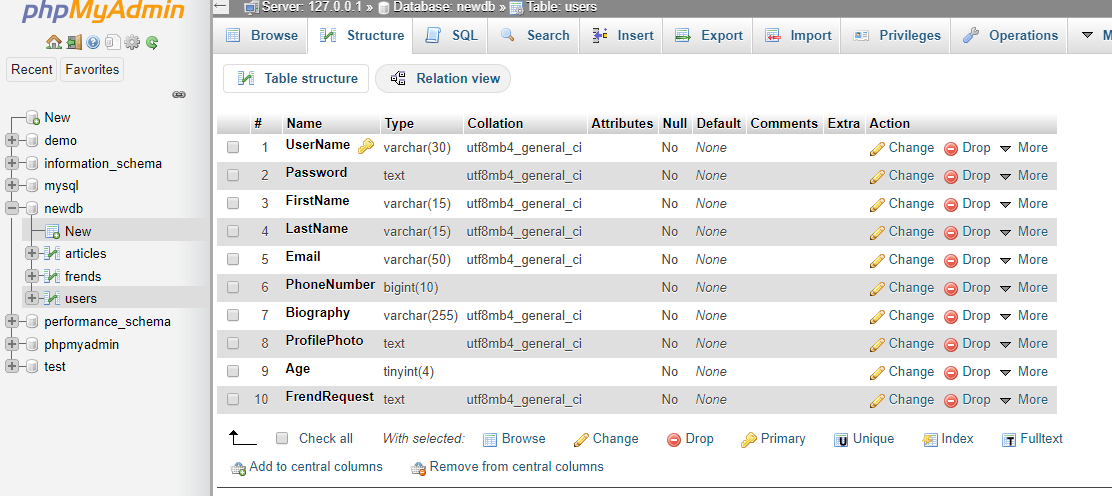 phpMyAdmin
Server: 127.0.0.1 » Database: newdb » Table: users
Browse Structure SQL Search Insert Export Import Privileges Operations M
Recent Favorites
Table structure Relation view
New
demo
information_schema
mysql
newdb
New
articles
frends
users
performance_schema
phpmyadmin
test
# Name Type Collation Attributes Null Default Comments Extra Action
1 UserName varchar(30) utf8mb4_general_ci No None Change Drop More
2 Password text utf8mb4_general_ci No None Change Drop More
3 FirstName varchar(15) utf8mb4_general_ci No None Change Drop More
4 LastName varchar(15) utf8mb4_general_ci No None Change Drop More
5 Email varchar(50) utf8mb4_general_ci No None Change Drop More
6 PhoneNumber bigint(10) No None Change Drop More
7 Biography varchar(255) utf8mb4_general_ci No None Change Drop More
8 ProfilePhoto text utf8mb4_general_ci No None Change Drop More
9 Age tinyint(4) No None Change Drop More
10 FrendRequest text utf8mb4_general_ci No None Change Drop More
Check all With selected: Browse Change Drop Primary Unique Index Fulltext
Add to central columns Remove from central columns